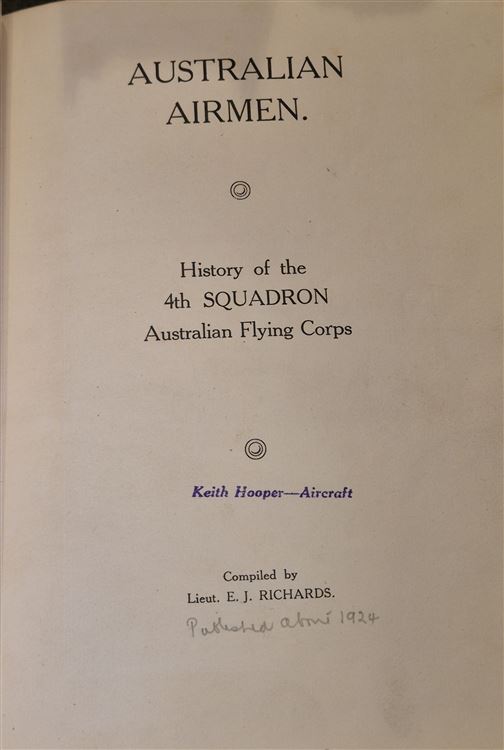 AUSTRALIAN
AIRMEN.
History of the
4th SQUADRON
Australian Flying Corps
Keith Hooper—Aircraft
Compiled by
Lieut. E. J. RICHARDS.
Published about 1924